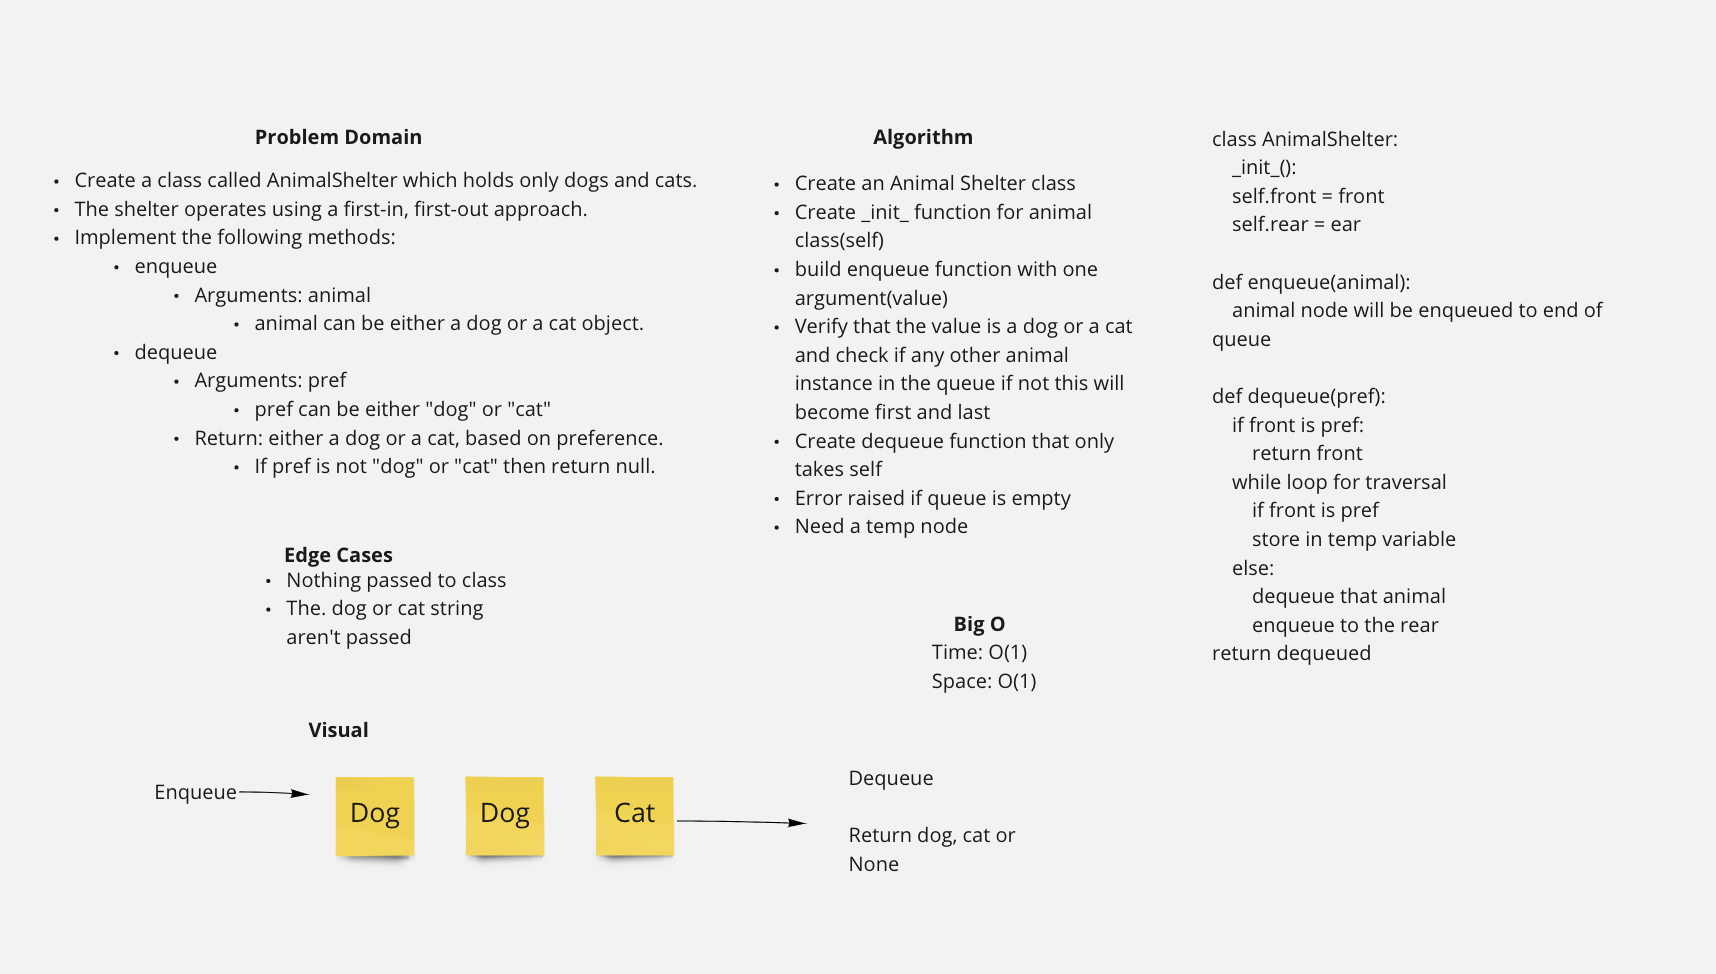 Problem Domain
• Create a class called AnimalShelter which holds only dogs and cats.
• The shelter operates using a first-in, first-out approach.
• Implement the following methods:
• enqueue
• Arguments: animal
• animal can be either a dog or a cat object.
• dequeue
• Arguments: pref
• pref can be either "dog" or "cat"
• Return: either a dog or a cat, based on preference.
• If pref is not "dog" or "cat" then return null.
Edge Cases
• Nothing passed to class
• The. dog or cat string
aren't passed
Algorithm
• Create an Animal Shelter class
• Create _init_ function for animal
class(self)
• build enqueue function with one
argument(value)
• Verify that the value is a dog or a cat
and check if any other animal
instance in the queue if not this will
become first and last
• Create dequeue function that only
takes self
• Error raised if queue is empty
• Need a temp node
Big O
Time: O(1)
Space: O(1)
class AnimalShelter:
_init_():
self.front = front
self.rear = ear
def enqueue(animal):
animal node will be enqueued to end of
queue
def dequeue(pref):
if front is pref:
return front
while loop for traversal
if front is pref
store in temp variable
else:
dequeue that animal
enqueue to the rear
return dequeued
Visual
Enqueue
Dog
Dog
Cat
Dequeue
Return dog, cat or
None